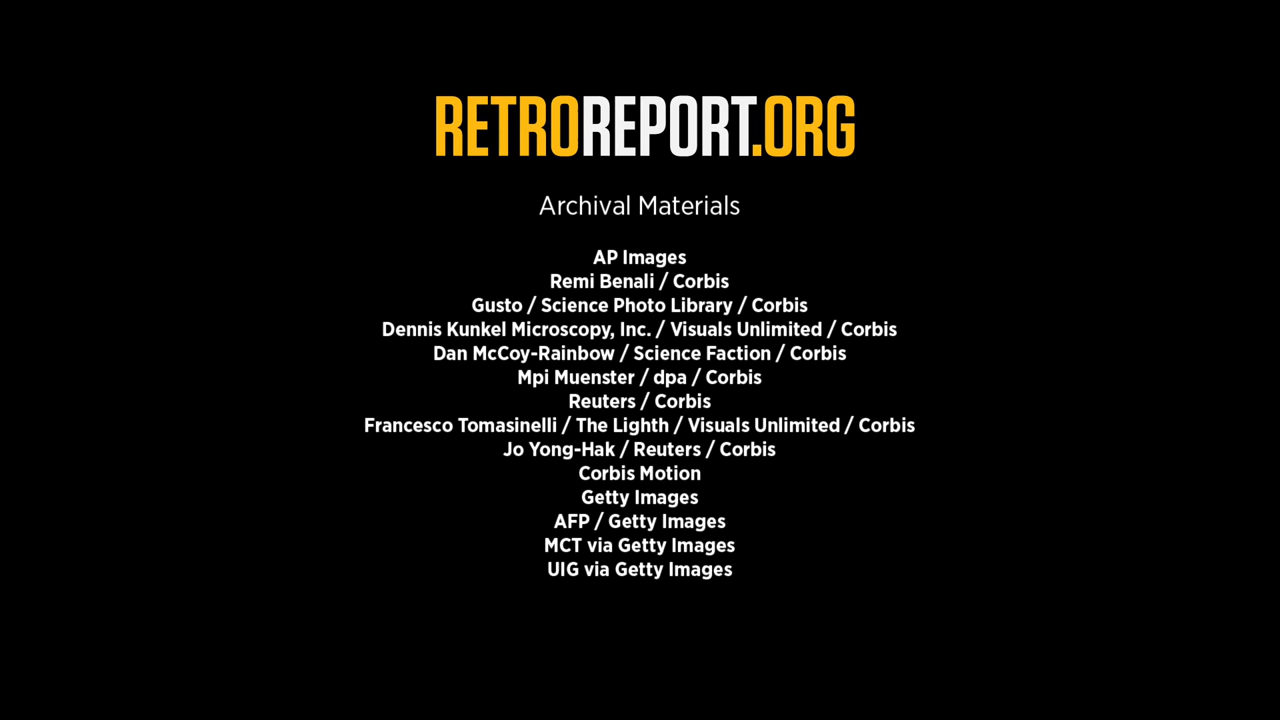 RETROREPORT.ORG
Archival Materials
AP Images
Remi Benali / Corbis
Gusto / Science Photo Library / Corbis
Dennis Kunkel Microscopy, Inc. / Visuals Unlimited / Corbis
Dan McCoy-Rainbow / Science Faction / Corbis
Mpi Muenster / dpa / Corbis
Reuters / Corbis
Francesco Tomasinelli / The Lighth / Visuals Unlimited / Corbis
Jo Yong-Hak / Reuters / Corbis
Corbis Motion
Getty Images
AFP / Getty Images
MCT via Getty Images
UIG via Getty Images